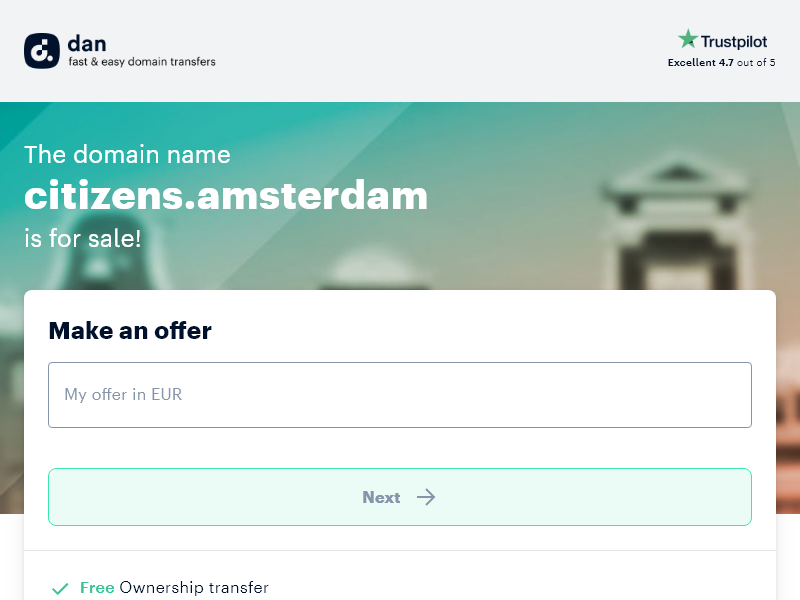 dan
fast & easy domain transfers
Trustpilot
Excellent 4.7 out of 5
The domain name
citizens.amsterdam
is for sale!
Make an offer
My offer in EUR
Next
Free Ownership transfer